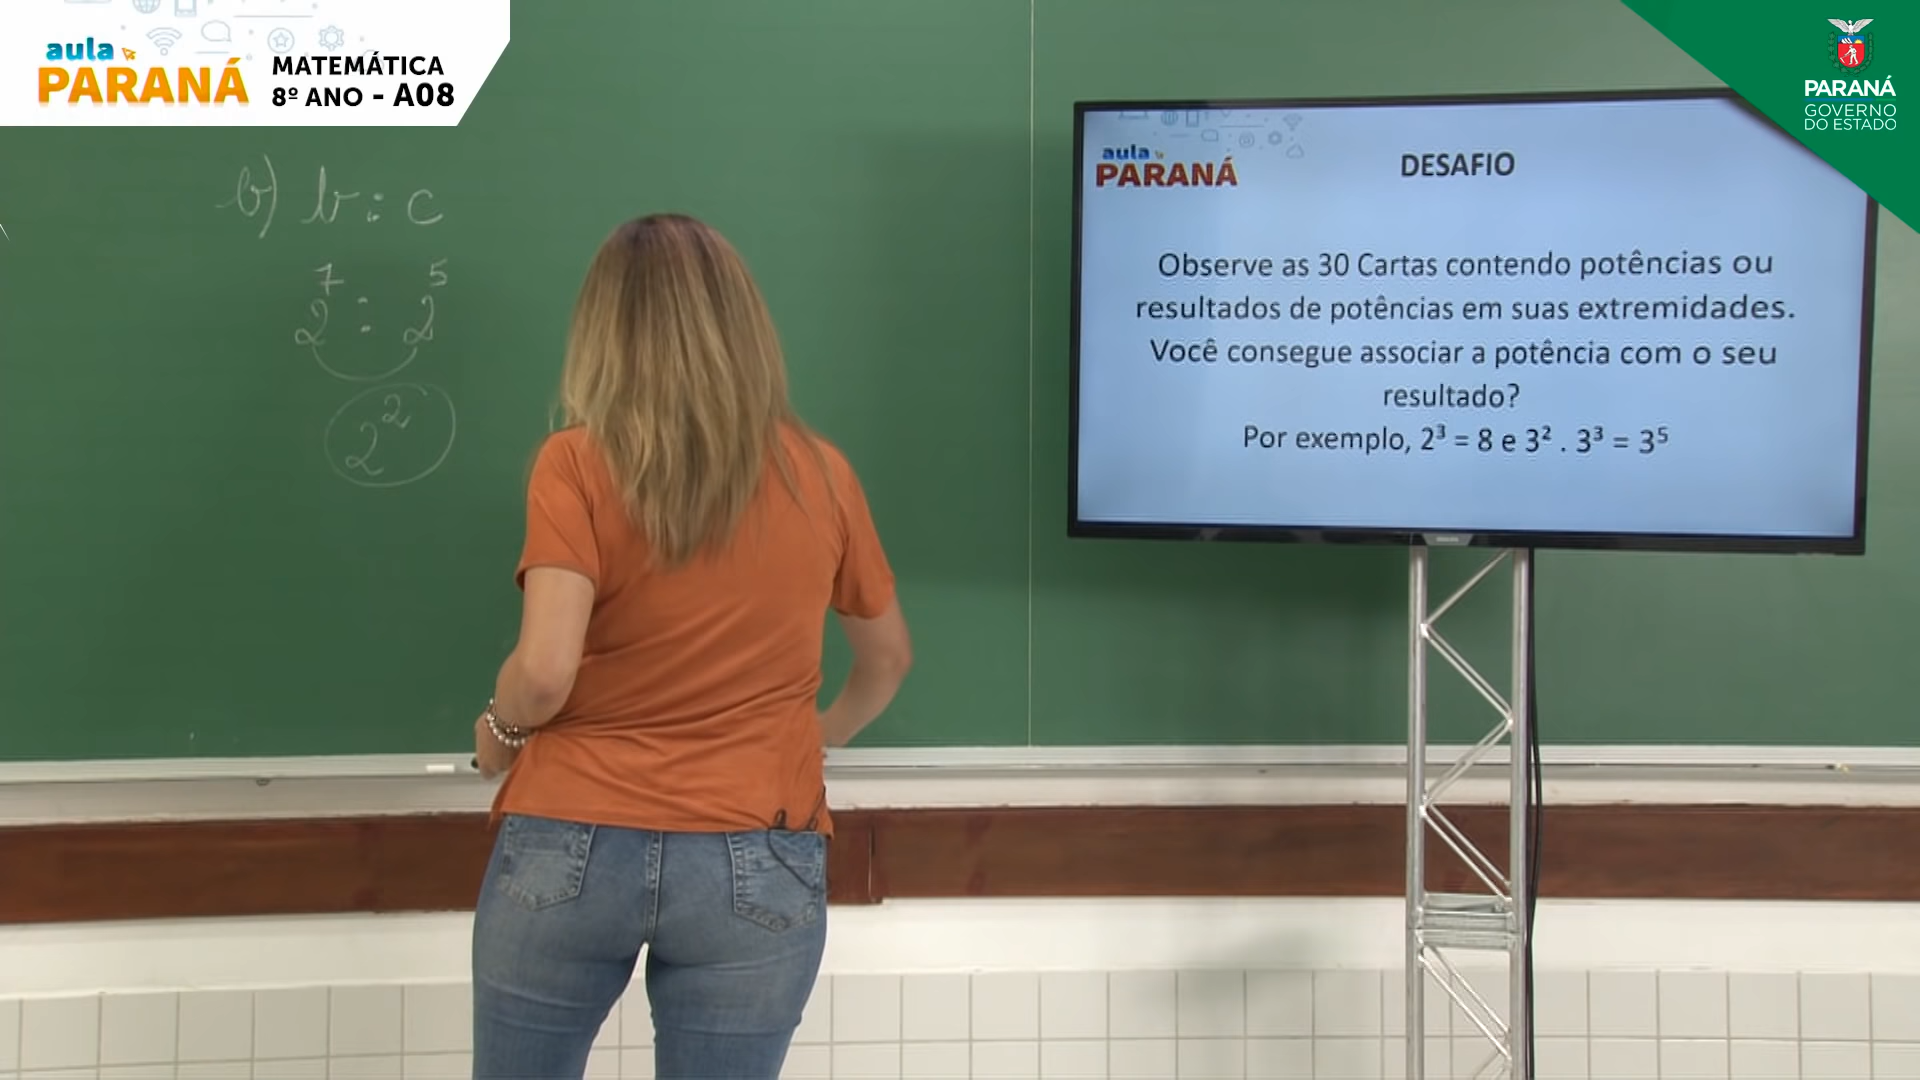 aula
PARANÁ
MATEMÁTICA
8º ANO - A08
PARANÁ
GOVERNO
DO ESTADO
b) b : c
2⁷ : 2⁵
2²
aula
PARANÁ
DESAFIO
Observe as 30 Cartas contendo potências ou
resultados de potências em suas extremidades.
Você consegue associar a potência com o seu
resultado?
Por exemplo, 2³ = 8 e 3² . 3³ = 3⁵